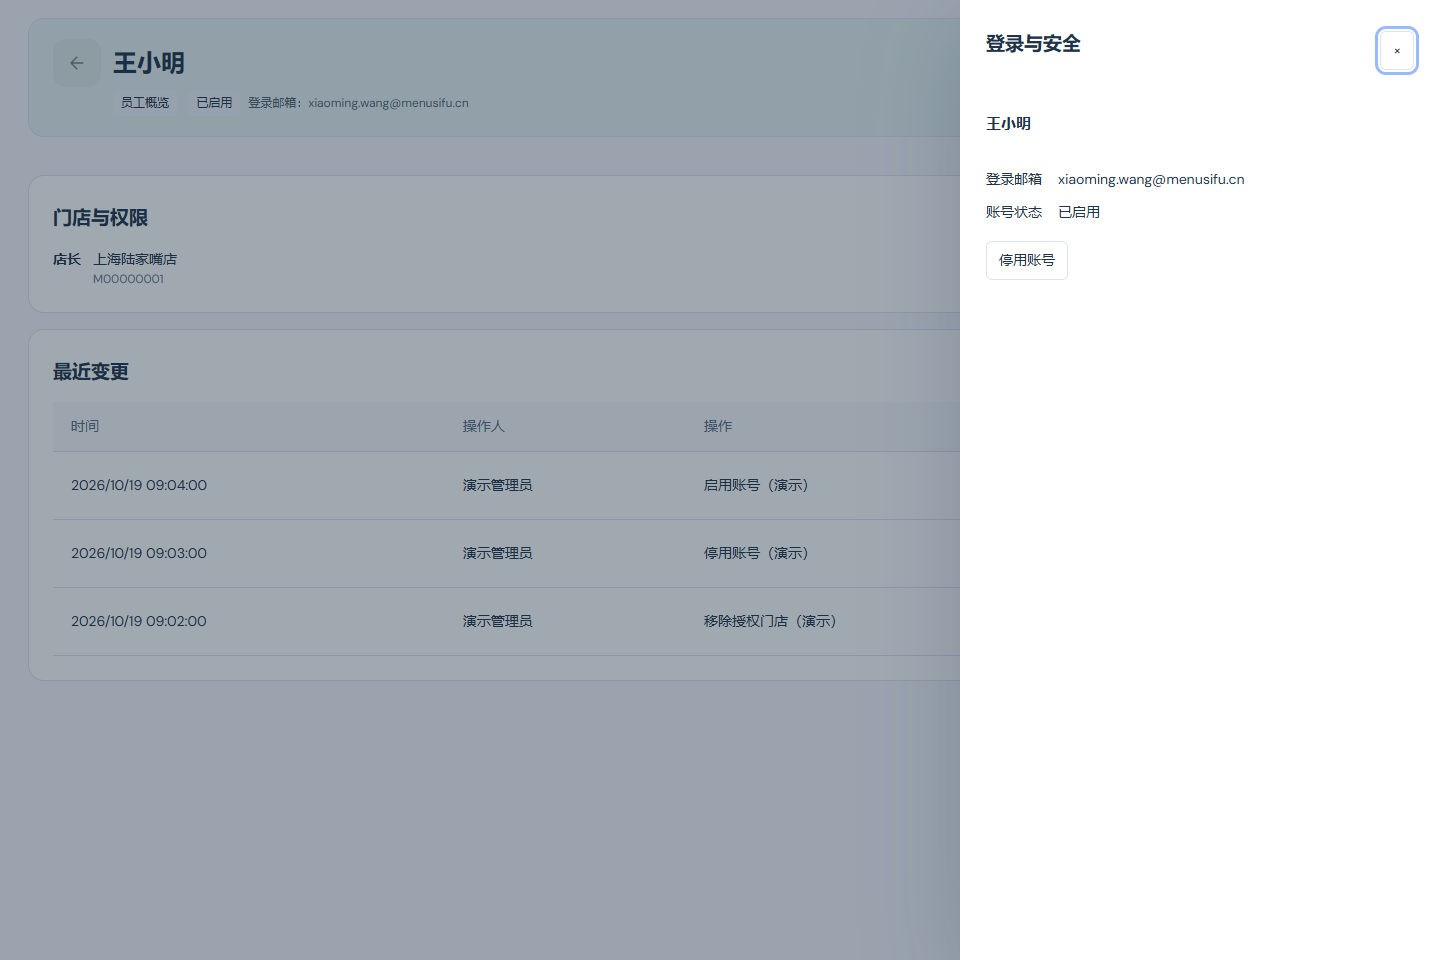 王小明
员工概览 已启用 登录邮箱：xiaoming.wang@menusifu.cn
门店与权限
店长 上海陆家嘴店
M00000001
最近变更
时间 操作人 操作
2026/10/19 09:04:00 演示管理员 启用账号（演示）
2026/10/19 09:03:00 演示管理员 停用账号（演示）
2026/10/19 09:02:00 演示管理员 移除授权门店（演示）
登录与安全
×
王小明
登录邮箱 xiaoming.wang@menusifu.cn
账号状态 已启用
停用账号